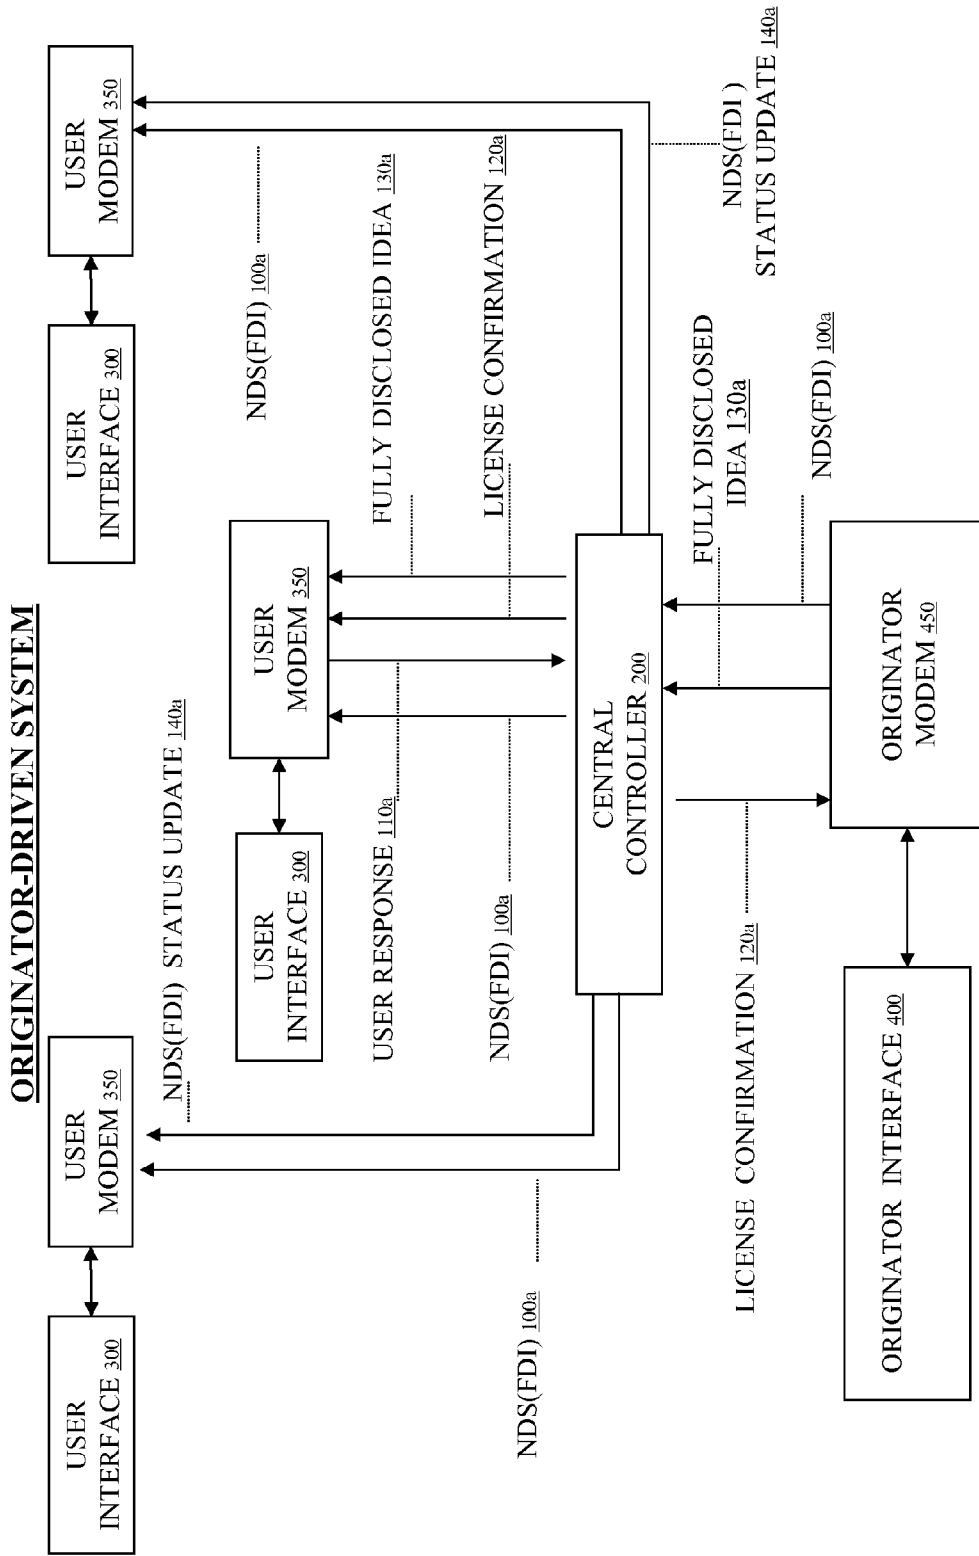 ORIGINATOR-DRIVEN SYSTEM
USER
INTERFACE 300
USER
MODEM 350
USER
INTERFACE 300
USER
MODEM 350
NDS(FDI) STATUS UPDATE 140a
USER
INTERFACE 300
USER
MODEM 350
NDS(FDI) 100a
USER RESPONSE 110a
FULLY DISCLOSED IDEA 130a
NDS(FDI) 100a
LICENSE CONFIRMATION 120a
NDS(FDI) 100a
CENTRAL
CONTROLLER 200
NDS(FDI )
STATUS UPDATE 140a
LICENSE CONFIRMATION 120a
FULLY DISCLOSED
IDEA 130a
NDS(FDI) 100a
ORIGINATOR INTERFACE 400
ORIGINATOR
MODEM 450